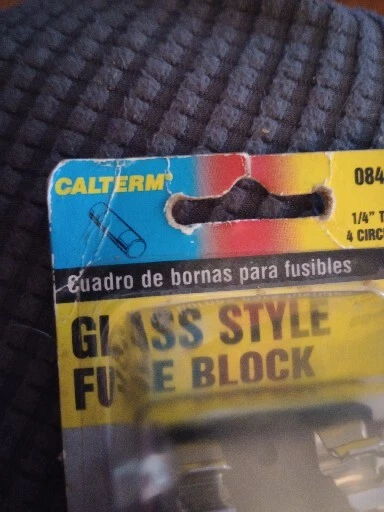 CALTERM®
084
1/4" T
4 CIRC
Cuadro de bornas para fusibles
GLASS STYLE
FUSE BLOCK